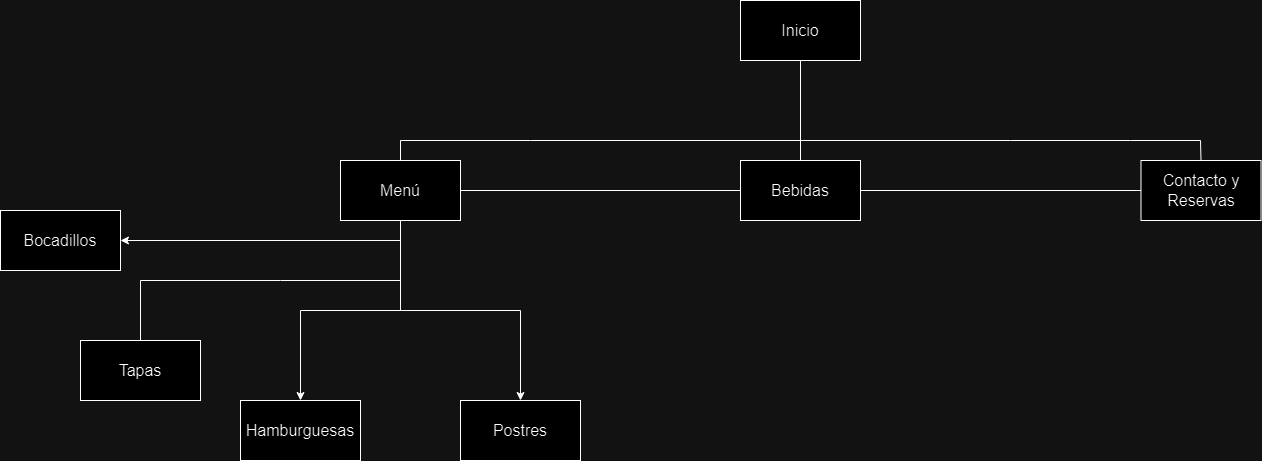 Inicio
Menú
Bebidas
Contacto y
Reservas
Bocadillos
Tapas
Hamburguesas
Postres